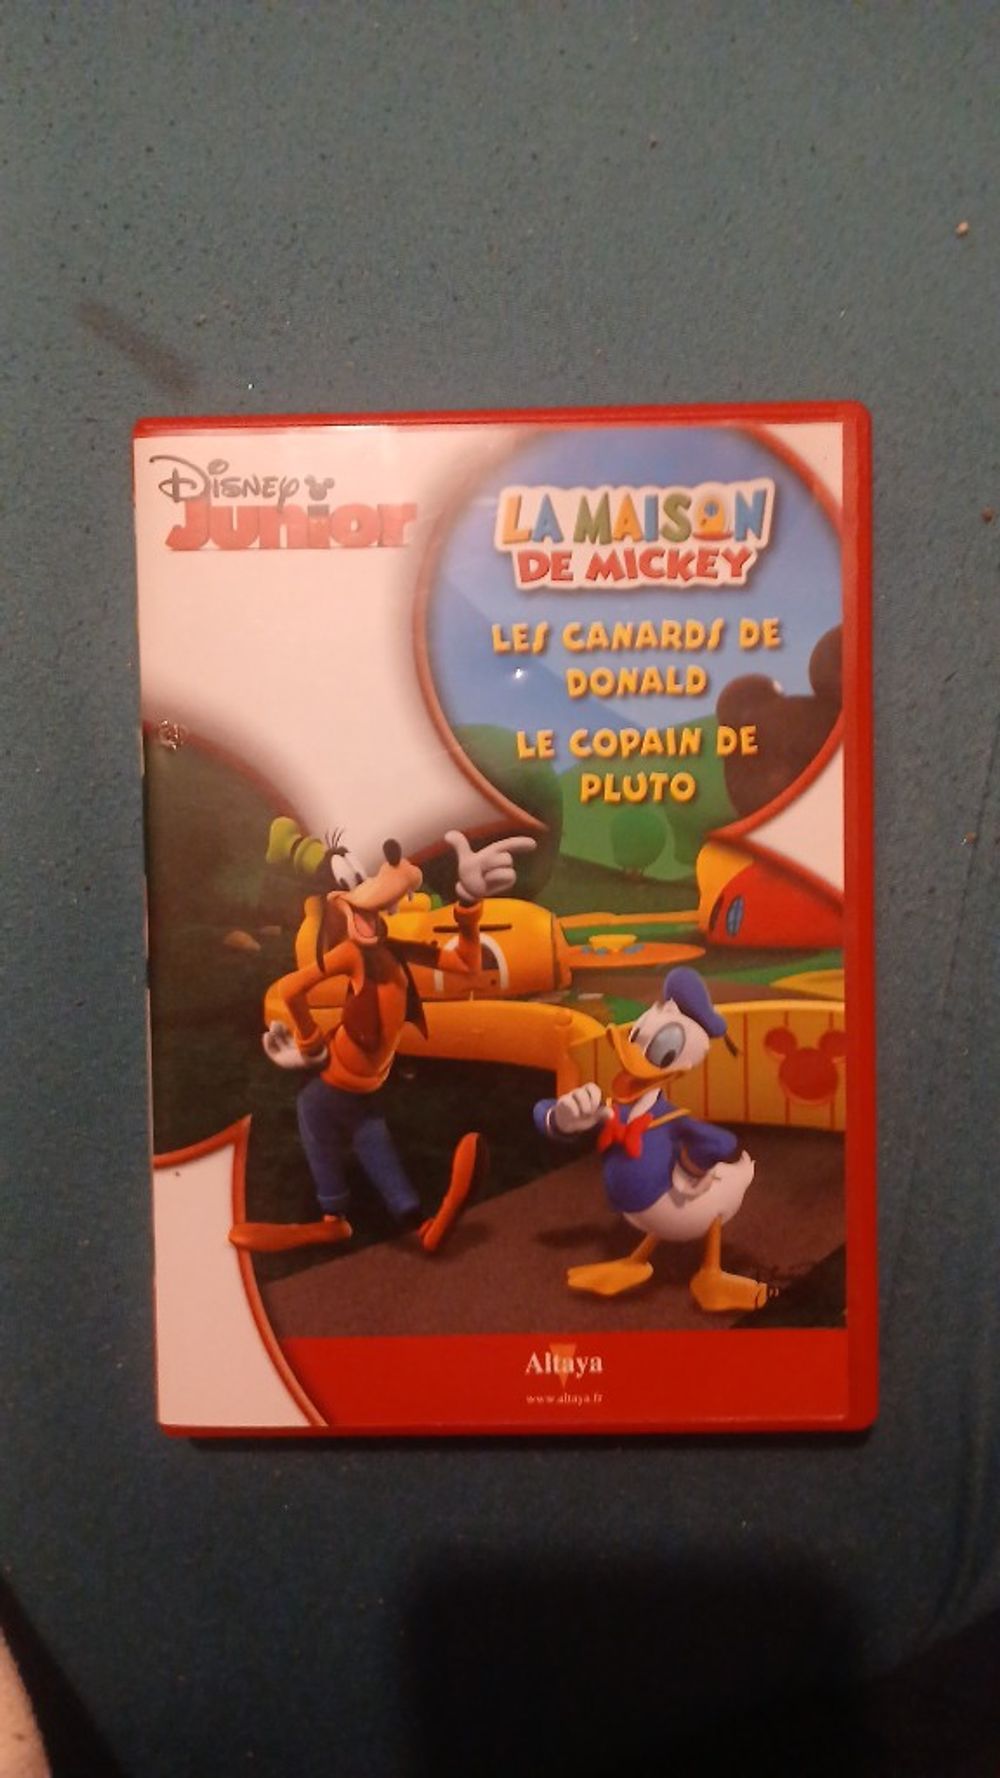 Disney
Junior
LA MAISON
DE MICKEY
LES CANARDS DE
DONALD
LE COPAIN DE
PLUTO
Altaya
www.altaya.fr